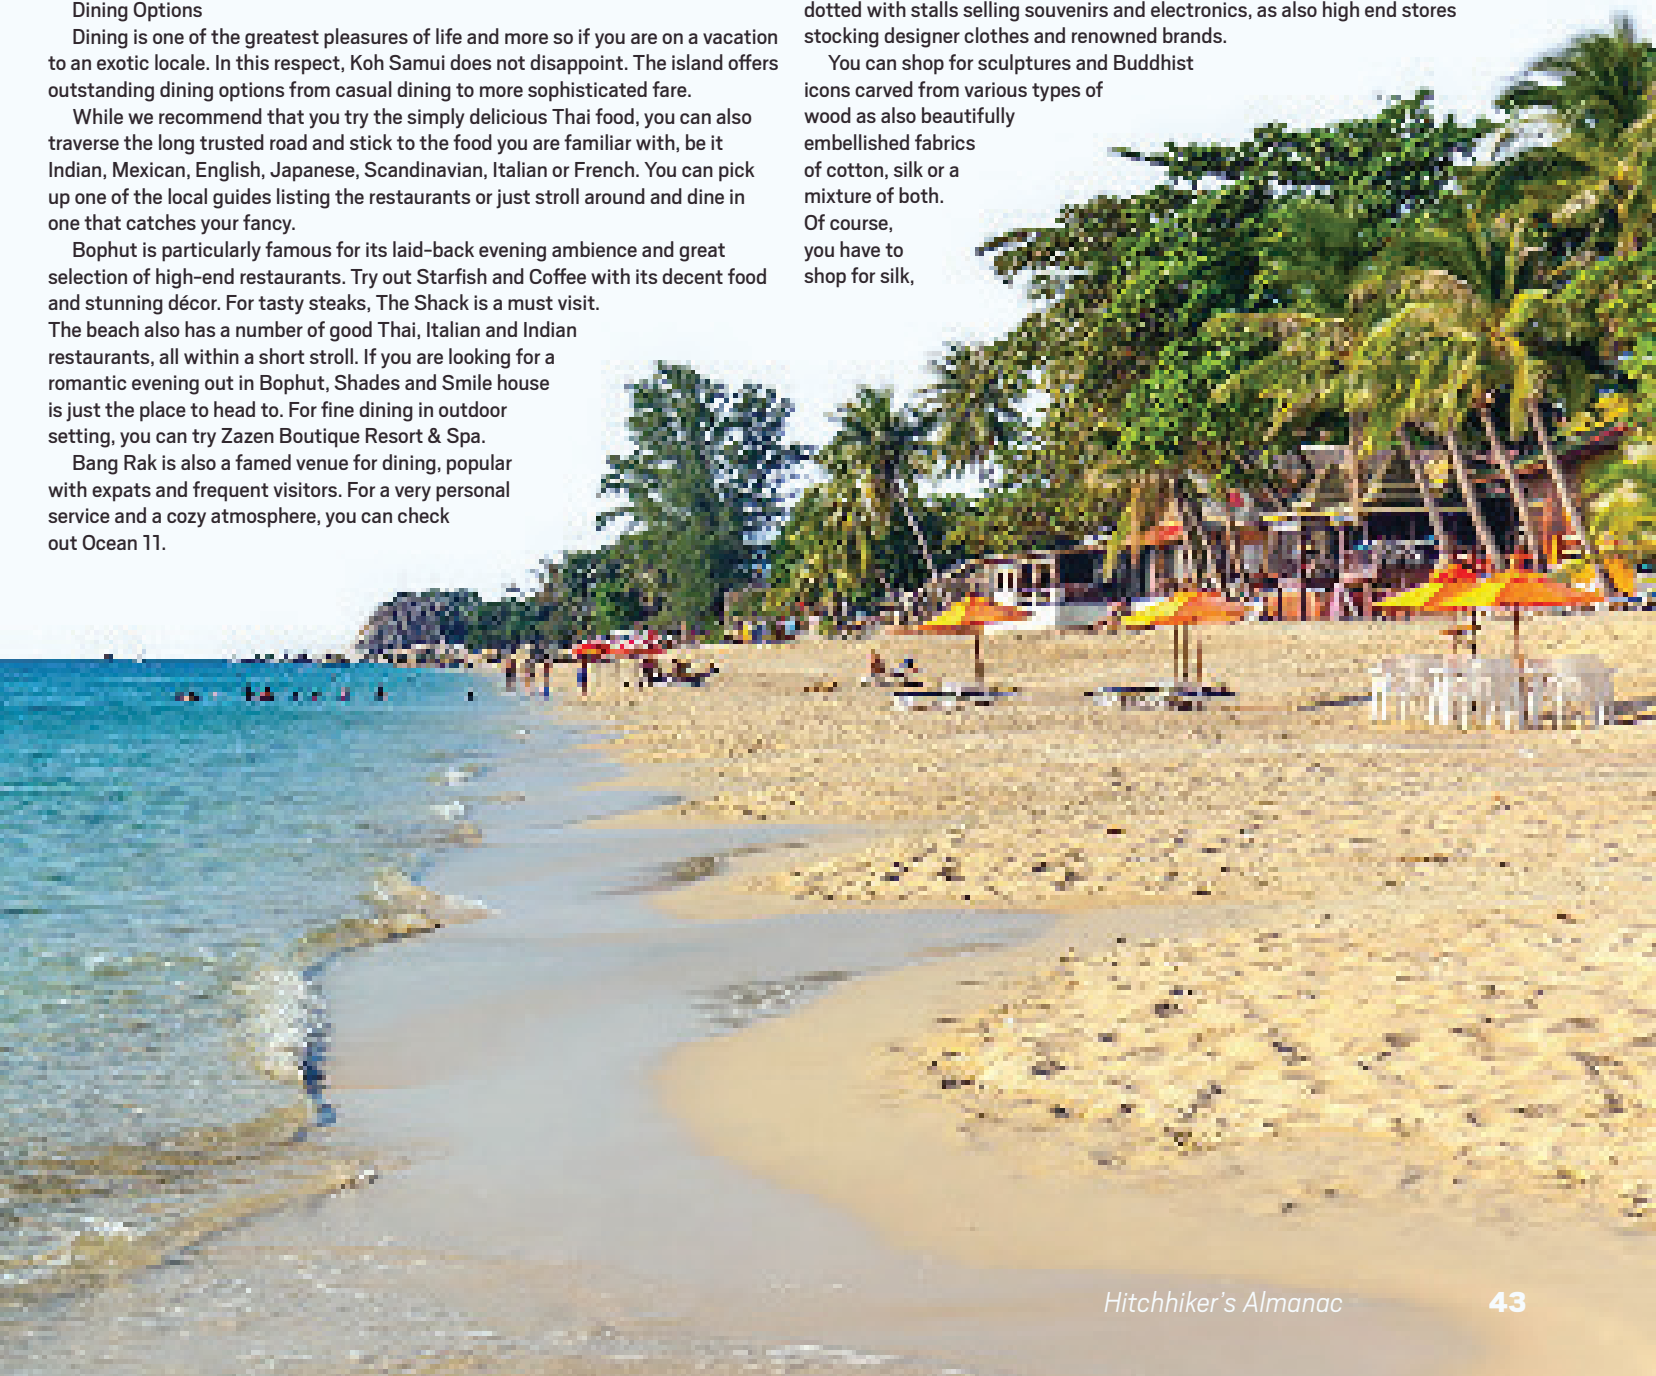 Dining Options
Dining is one of the greatest pleasures of life and more so if you are on a vacation
to an exotic locale. In this respect, Koh Samui does not disappoint. The island offers
outstanding dining options from casual dining to more sophisticated fare.
While we recommend that you try the simply delicious Thai food, you can also
traverse the long trusted road and stick to the food you are familiar with, be it
Indian, Mexican, English, Japanese, Scandinavian, Italian or French. You can pick
up one of the local guides listing the restaurants or just stroll around and dine in
one that catches your fancy.
Bophut is particularly famous for its laid-back evening ambience and great
selection of high-end restaurants. Try out Starfish and Coffee with its decent food
and stunning décor. For tasty steaks, The Shack is a must visit.
The beach also has a number of good Thai, Italian and Indian
restaurants, all within a short stroll. If you are looking for a
romantic evening out in Bophut, Shades and Smile house
is just the place to head to. For fine dining in outdoor
setting, you can try Zazen Boutique Resort & Spa.
Bang Rak is also a famed venue for dining, popular
with expats and frequent visitors. For a very personal
service and a cozy atmosphere, you can check
out Ocean 11.
dotted with stalls selling souvenirs and electronics, as also high end stores
stocking designer clothes and renowned brands.
You can shop for sculptures and Buddhist
icons carved from various types of
wood as also beautifully
embellished fabrics
of cotton, silk or a
mixture of both.
Of course,
you have to
shop for silk,
Hitchhiker's Almanac
43